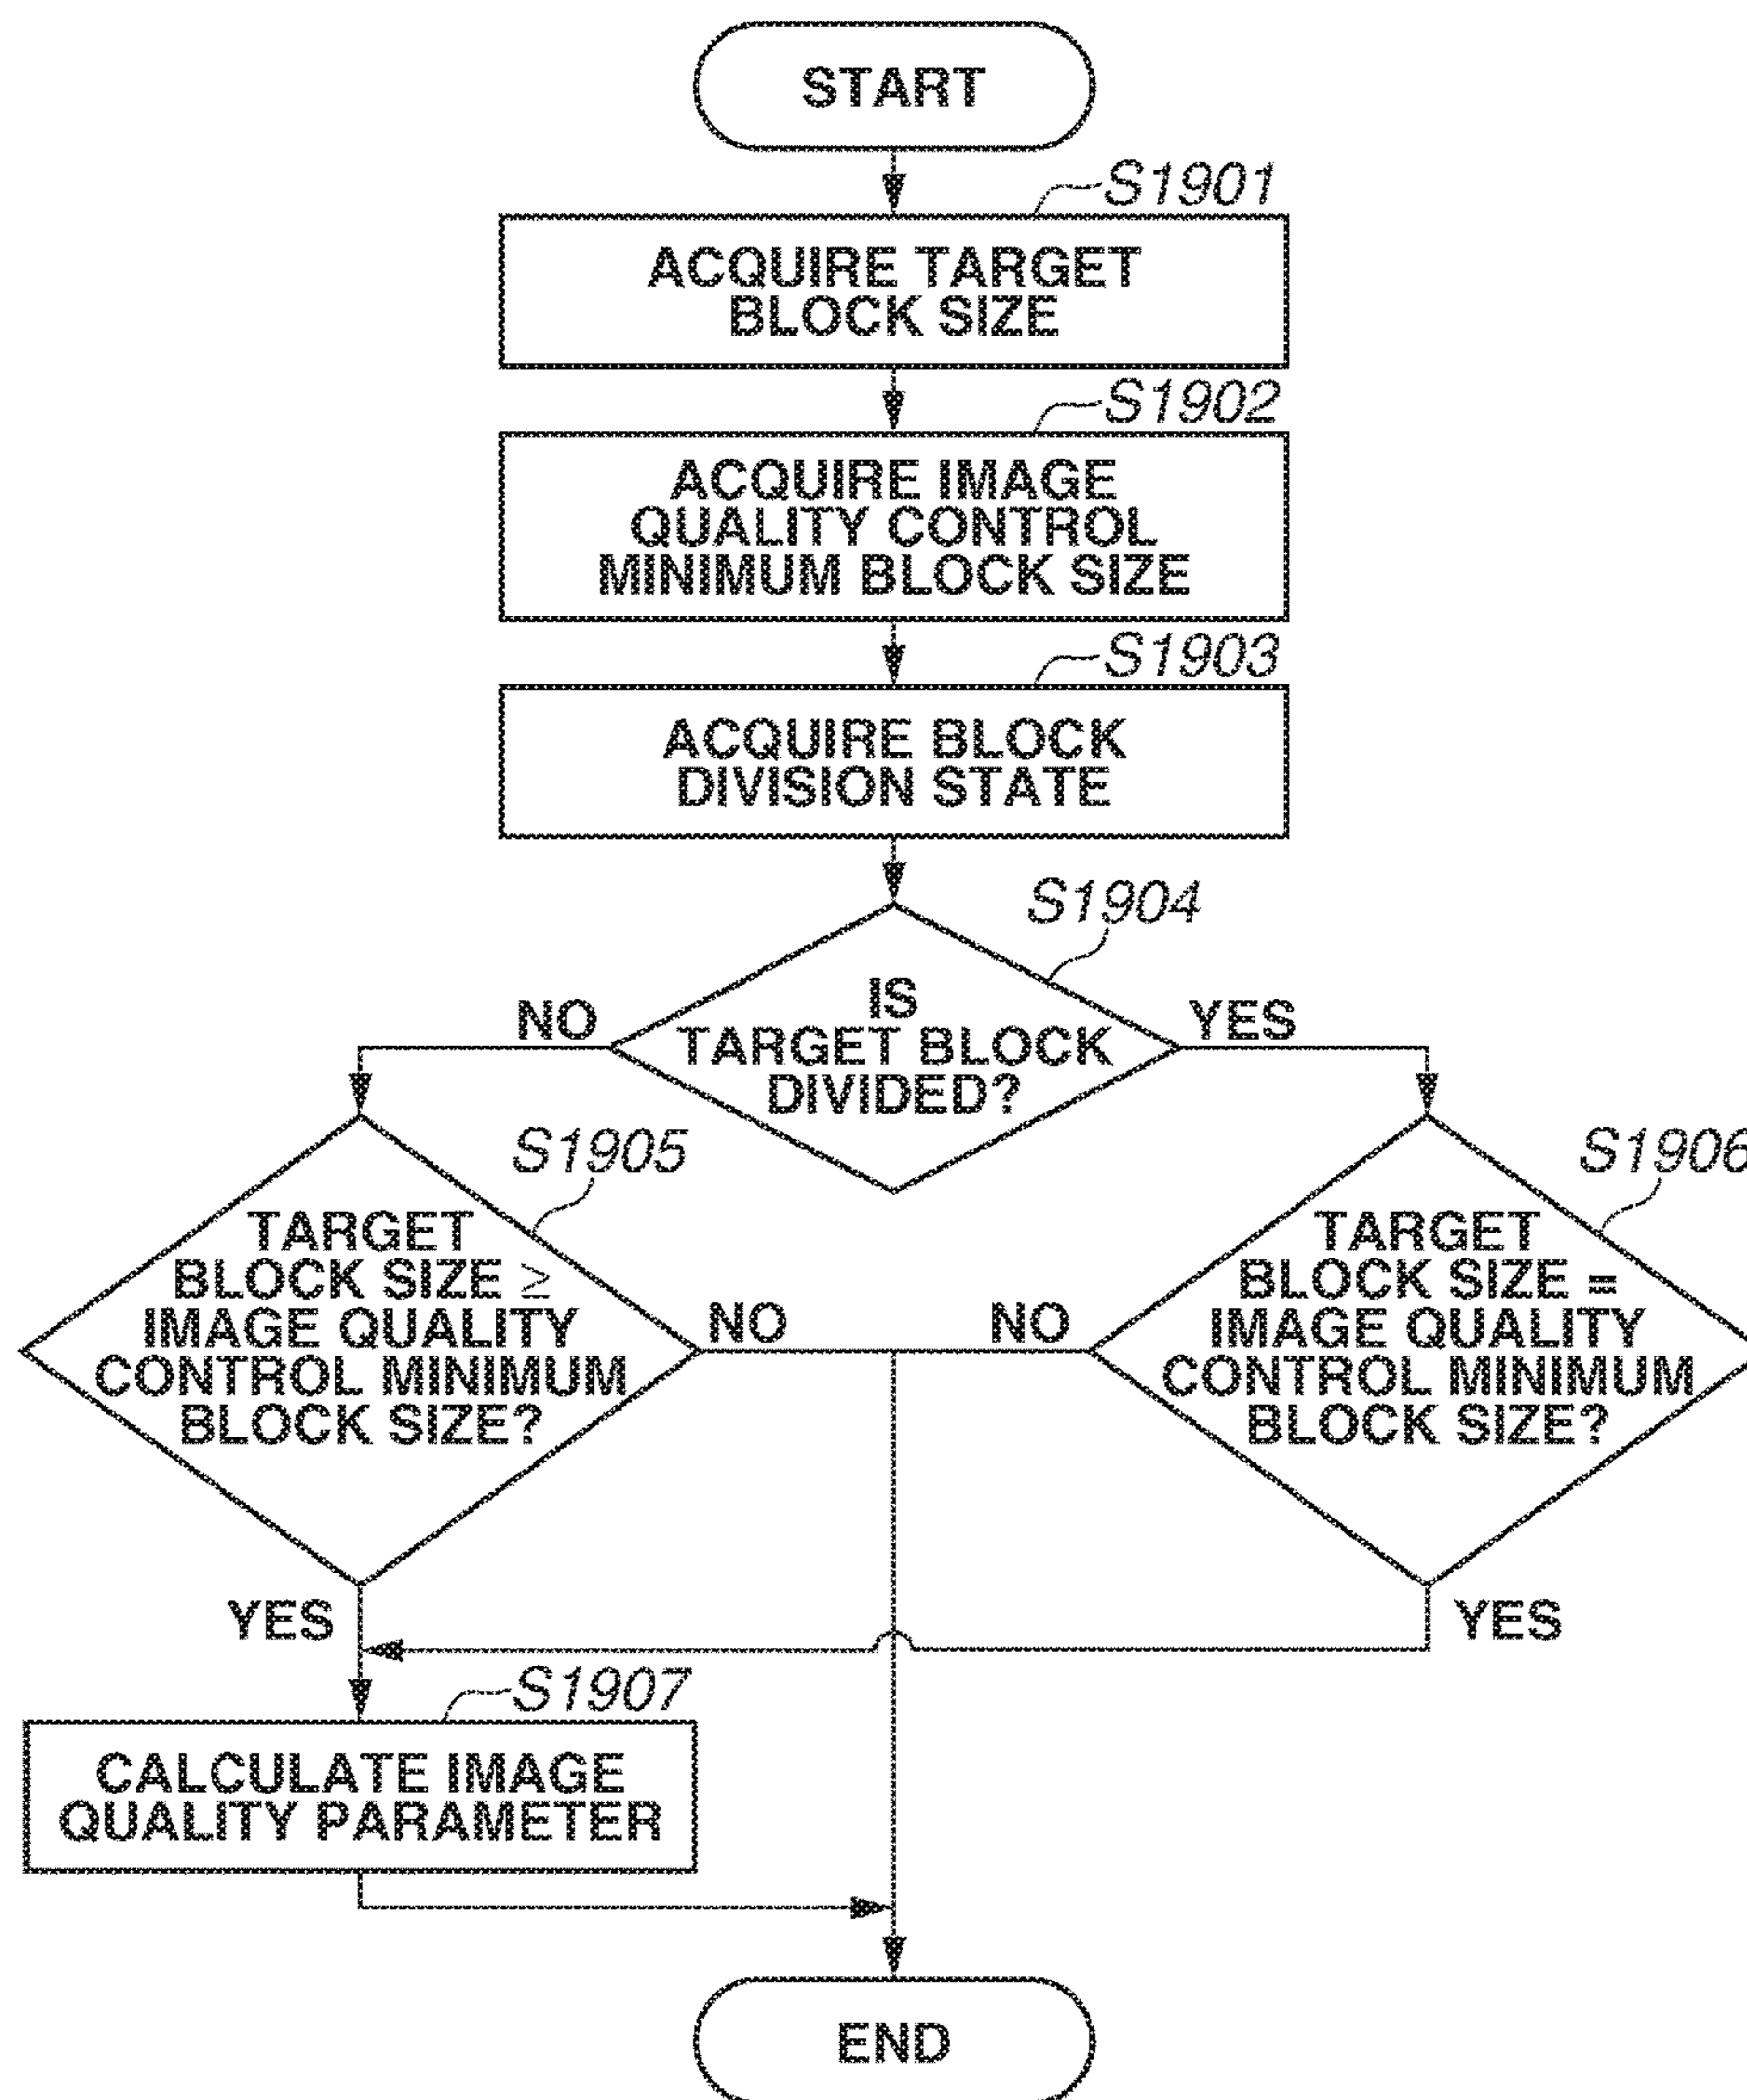 START
S1901
ACQUIRE TARGET
BLOCK SIZE
S1902
ACQUIRE IMAGE
QUALITY CONTROL
MINIMUM BLOCK SIZE
S1903
ACQUIRE BLOCK
DIVISION STATE
S1904
IS
TARGET BLOCK
DIVIDED?
NO
YES
S1905
TARGET
BLOCK SIZE ≥
IMAGE QUALITY
CONTROL MINIMUM
BLOCK SIZE?
NO
YES
S1906
TARGET
BLOCK SIZE =
IMAGE QUALITY
CONTROL MINIMUM
BLOCK SIZE?
NO
YES
S1907
CALCULATE IMAGE
QUALITY PARAMETER
END